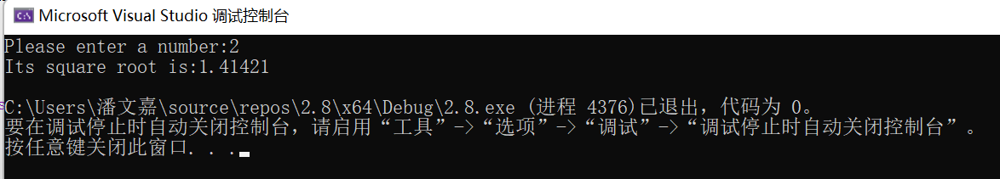 C:\ Microsoft Visual Studio 调试控制台
Please enter a number:2
Its square root is:1.41421
C:\Users\潘文嘉\source\repos\2.8\x64\Debug\2.8.exe (进程 4376)已退出，代码为 0。
要在调试停止时自动关闭控制台，请启用“工具”->“选项”->“调试”->“调试停止时自动关闭控制台”。
按任意键关闭此窗口. . .